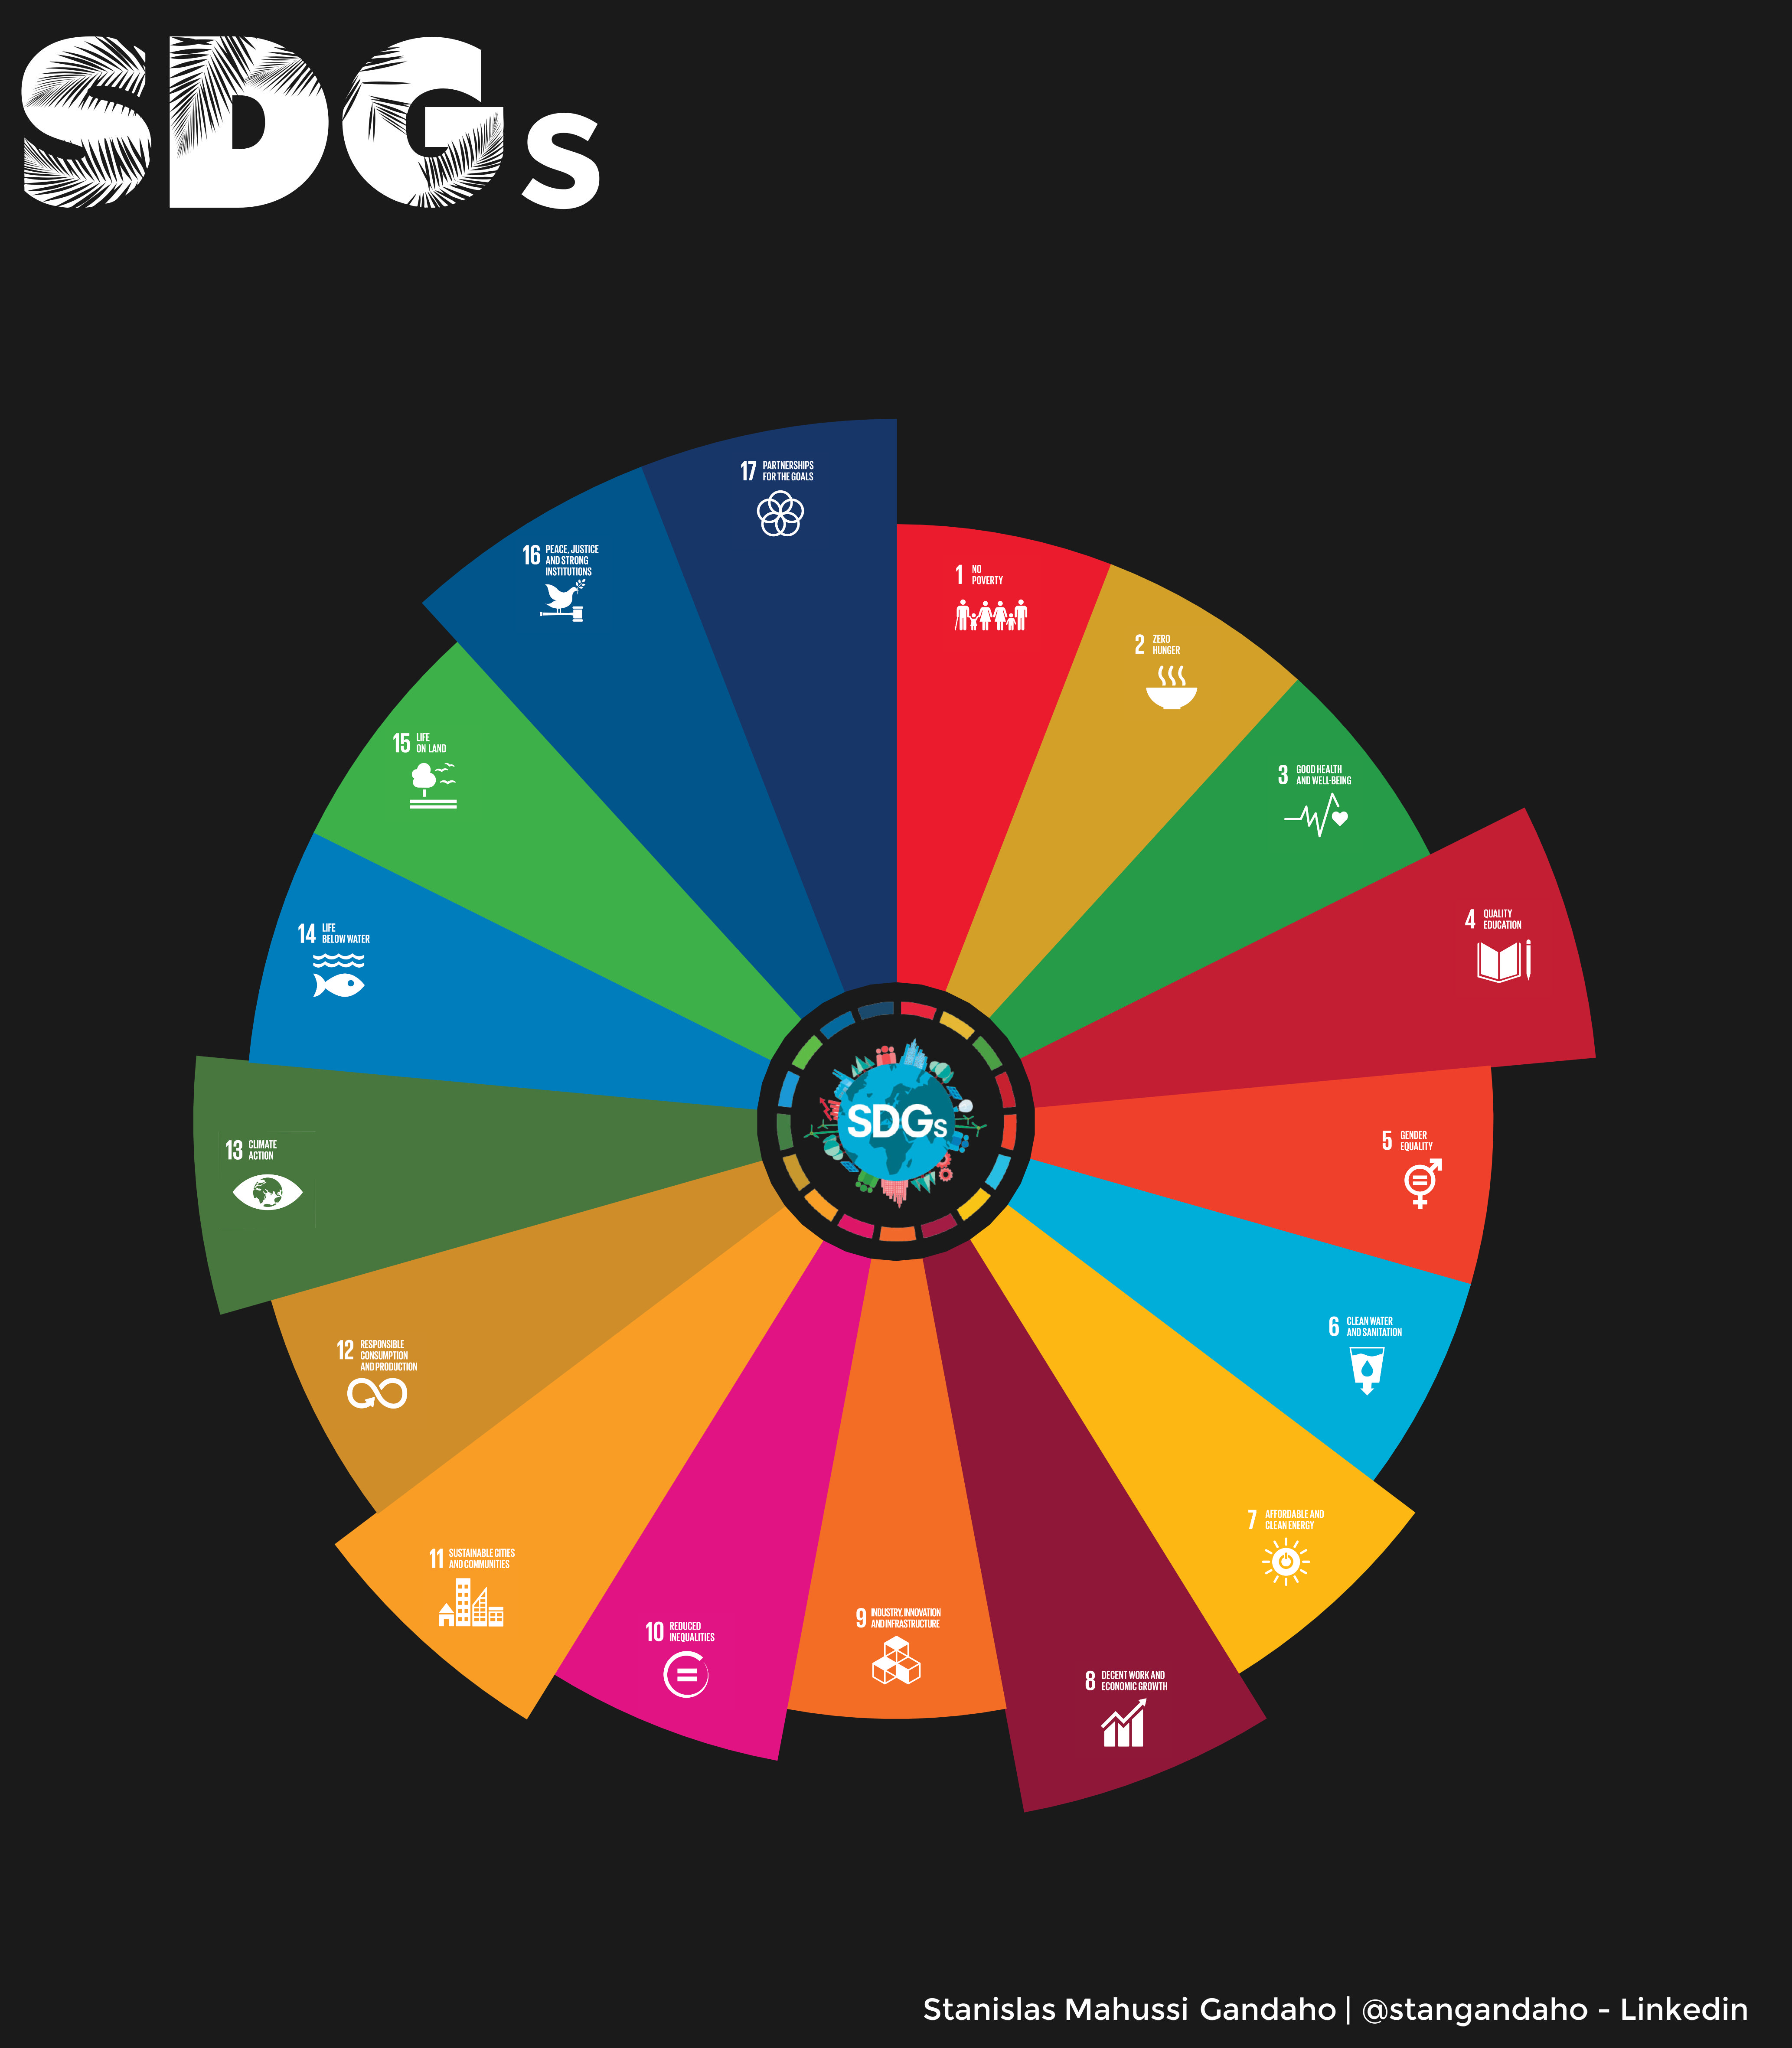 SDGs
17 PARTNERSHIPS
FOR THE GOALS
1 NO
POVERTY
2 ZERO
HUNGER
3 GOOD HEALTH
AND WELL-BEING
4 QUALITY
EDUCATION
5 GENDER
EQUALITY
6 CLEAN WATER
AND SANITATION
7 AFFORDABLE AND
CLEAN ENERGY
8 DECENT WORK AND
ECONOMIC GROWTH
9 INDUSTRY, INNOVATION
AND INFRASTRUCTURE
10 REDUCED
INEQUALITIES
11 SUSTAINABLE CITIES
AND COMMUNITIES
12 RESPONSIBLE
CONSUMPTION
AND PRODUCTION
13 CLIMATE
ACTION
14 LIFE
BELOW WATER
15 LIFE
ON LAND
16 PEACE, JUSTICE
AND STRONG
INSTITUTIONS
SDGs
Stanislas Mahussi Gandaho | @stangandaho - Linkedin